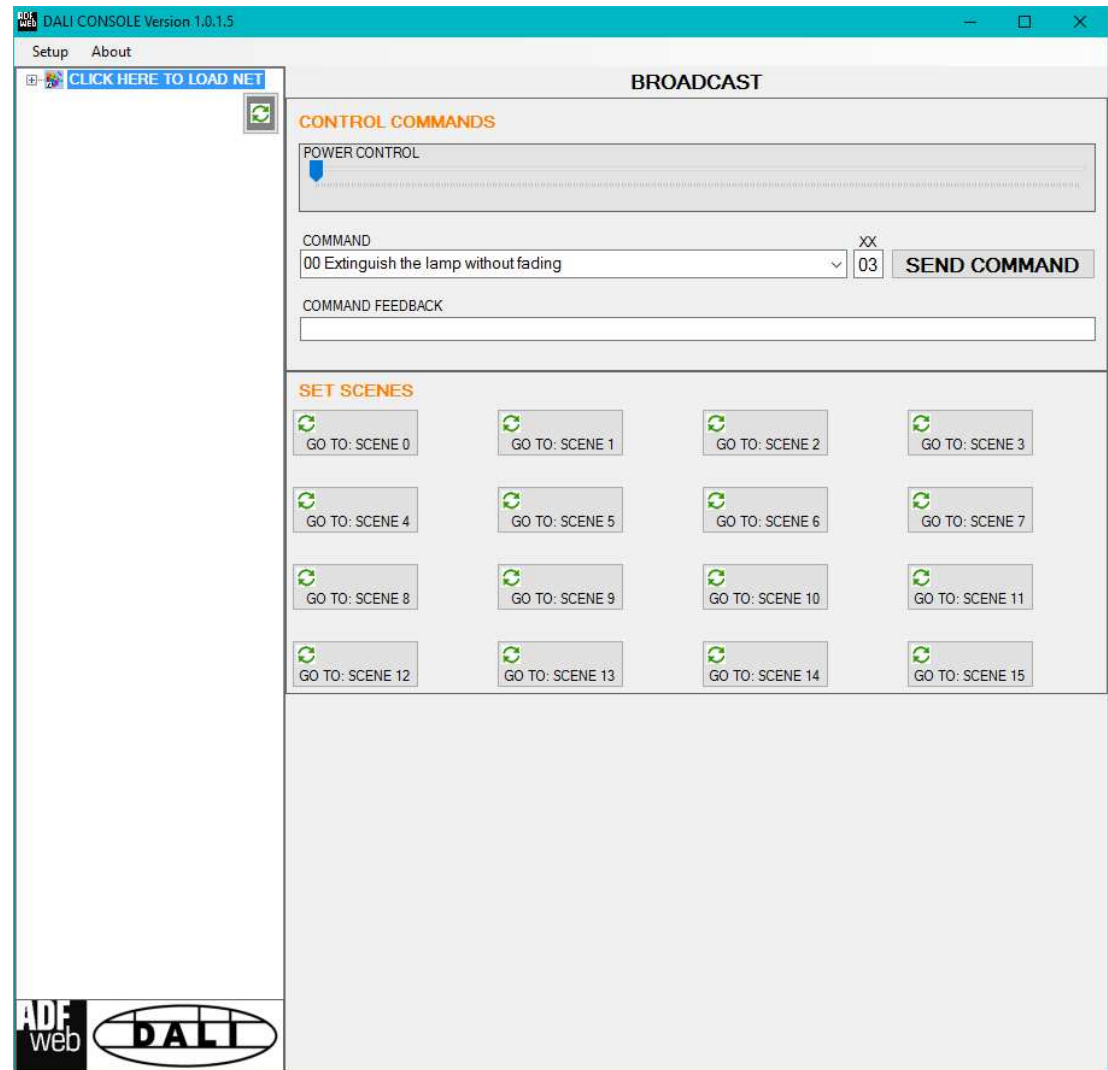 DALI CONSOLE Version 1.0.1.5
Setup About
CLICK HERE TO LOAD NET
BROADCAST
CONTROL COMMANDS
POWER CONTROL
COMMAND
XX
00 Extinguish the lamp without fading
03
SEND COMMAND
COMMAND FEEDBACK
SET SCENES
GO TO: SCENE 0
GO TO: SCENE 1
GO TO: SCENE 2
GO TO: SCENE 3
GO TO: SCENE 4
GO TO: SCENE 5
GO TO: SCENE 6
GO TO: SCENE 7
GO TO: SCENE 8
GO TO: SCENE 9
GO TO: SCENE 10
GO TO: SCENE 11
GO TO: SCENE 12
GO TO: SCENE 13
GO TO: SCENE 14
GO TO: SCENE 15
ADF
web
DALI